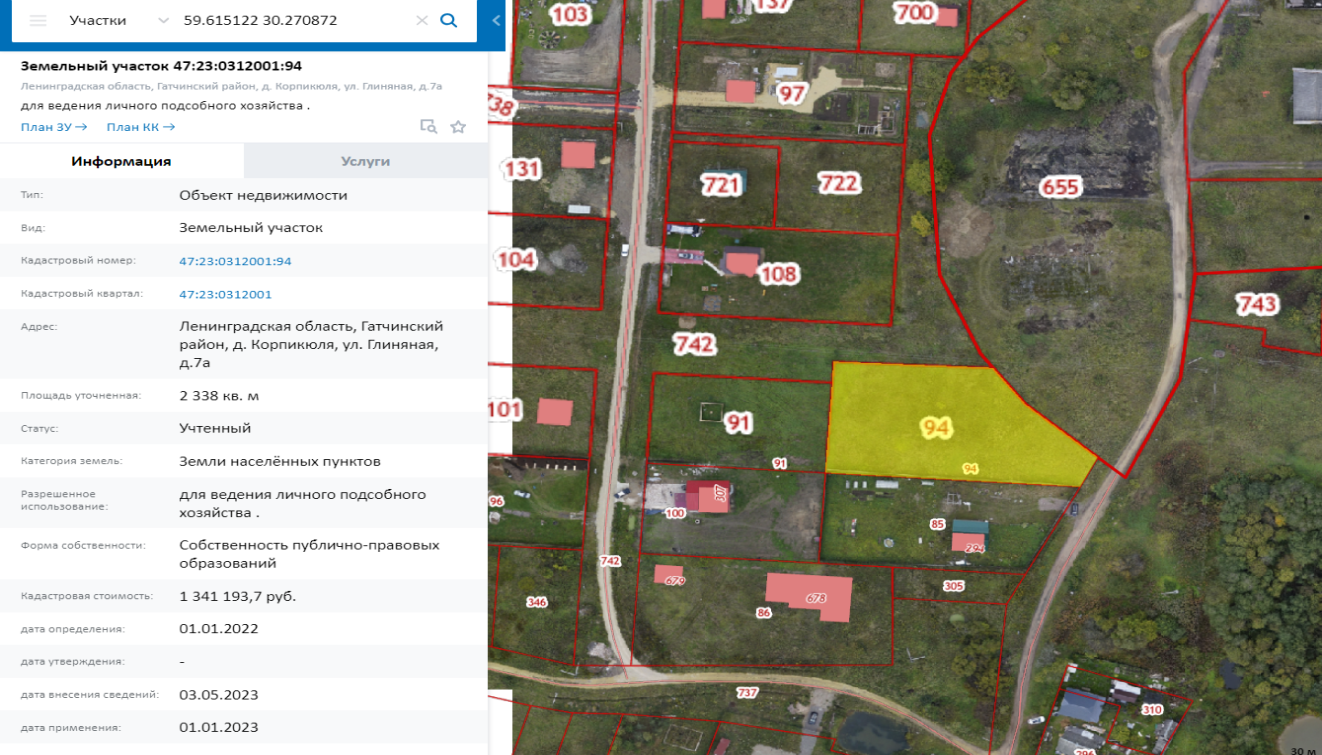 Участки
59.615122 30.270872
Земельный участок 47:23:0312001:94
Ленинградская область, Гатчинский район, д. Корпикюля, ул. Глиняная, д.7а
для ведения личного подсобного хозяйства .
План ЗУ → План КК →
Информация
Услуги
Тип: Объект недвижимости
Вид: Земельный участок
Кадастровый номер: 47:23:0312001:94
Кадастровый квартал: 47:23:0312001
Адрес: Ленинградская область, Гатчинский
район, д. Корпикюля, ул. Глиняная,
д.7а
Площадь уточненная: 2 338 кв. м
Статус: Учтенный
Категория земель: Земли населённых пунктов
Разрешенное
использование:
для ведения личного подсобного
хозяйства .
Форма собственности: Собственность публично-правовых
образований
Кадастровая стоимость: 1 341 193,7 руб.
дата определения: 01.01.2022
дата утверждения: -
дата внесения сведений: 03.05.2023
дата применения: 01.01.2023
103
137
700
97
738
131
721
722
655
104
108
743
742
101
91
94
91
94
96
307
100
85
294
742
679
305
346
678
86
737
310
296
30 м